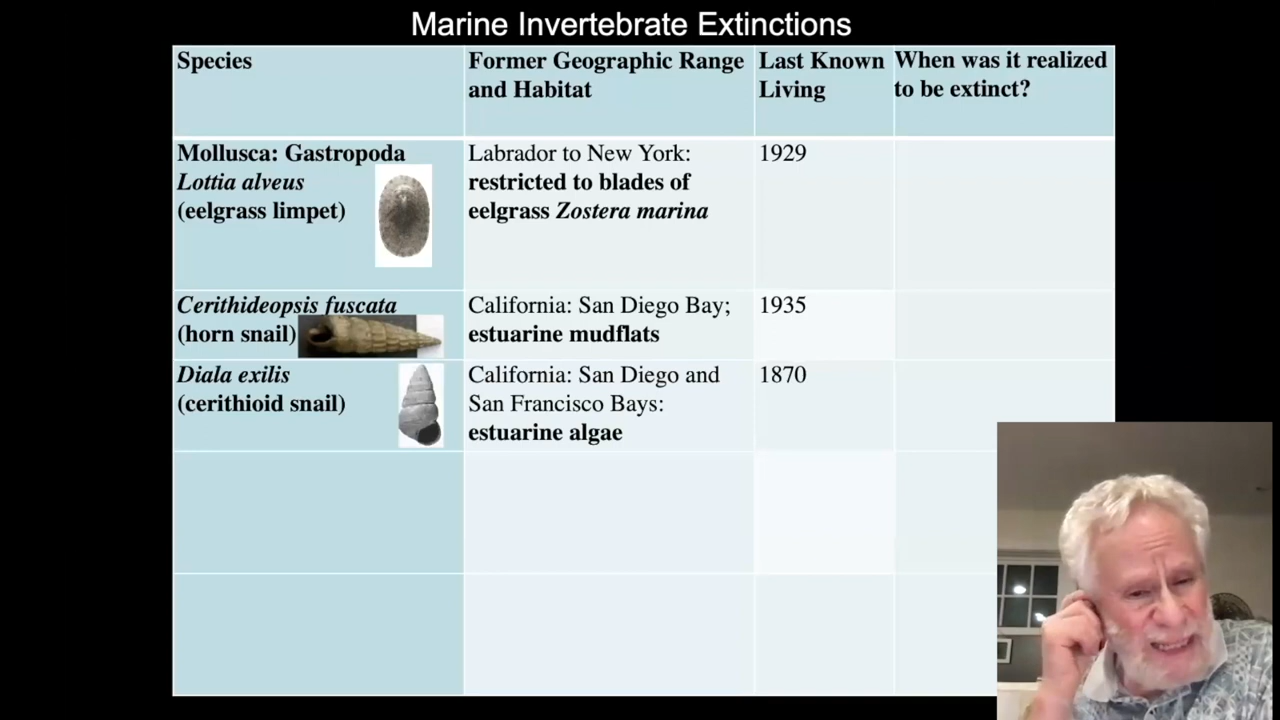 Marine Invertebrate Extinctions
Species
Former Geographic Range
and Habitat
Last Known
Living
When was it realized
to be extinct?
Mollusca: Gastropoda
Lottia alveus
(eelgrass limpet)
Labrador to New York:
restricted to blades of
eelgrass Zostera marina
1929
Cerithideopsis fuscata
(horn snail)
California: San Diego Bay;
estuarine mudflats
1935
Diala exilis
(cerithioid snail)
California: San Diego and
San Francisco Bays:
estuarine algae
1870